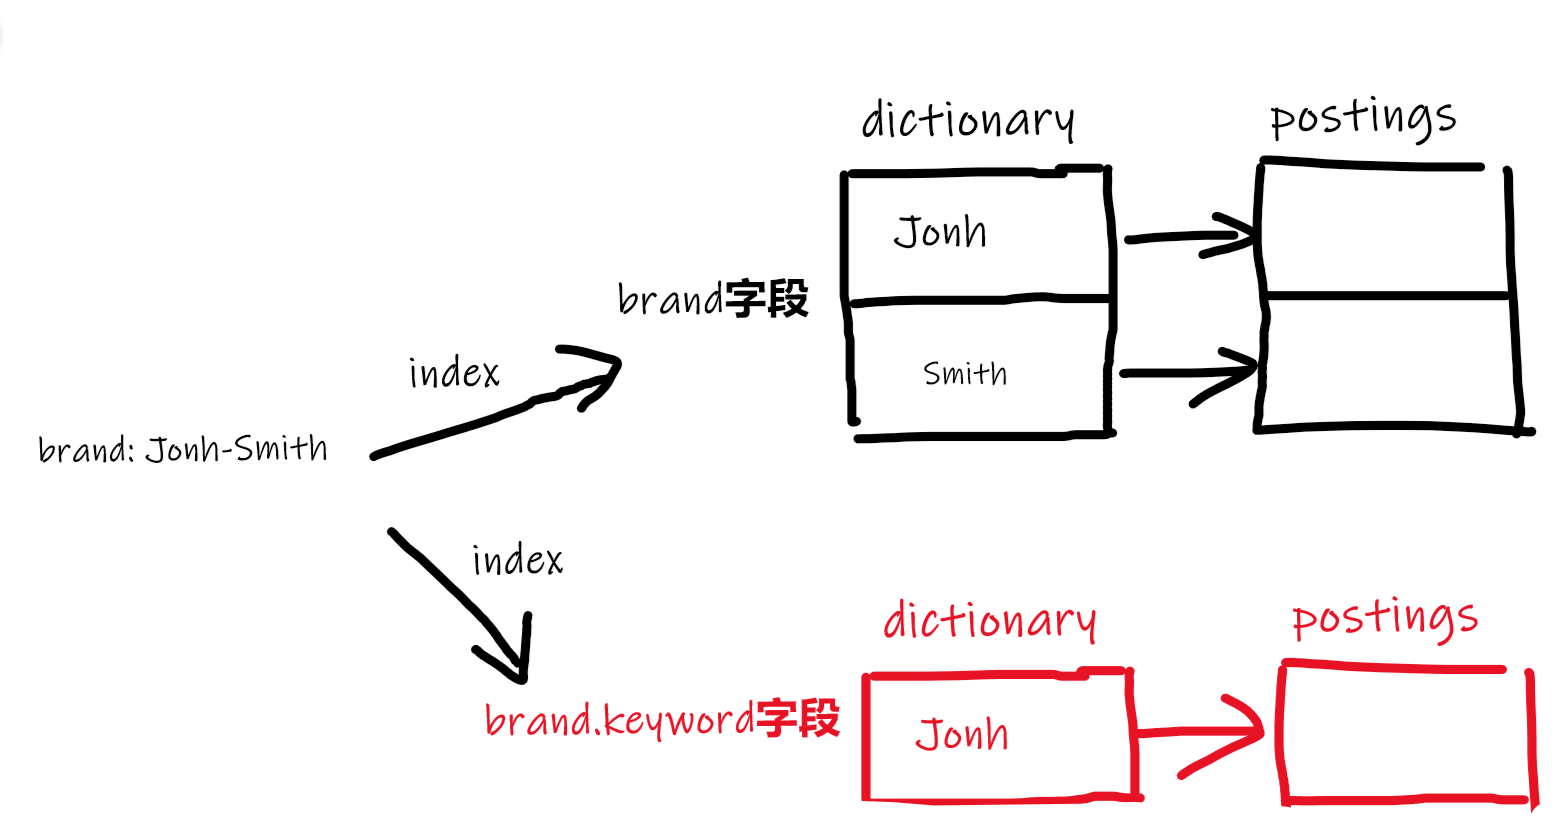 dictionary
postings
Jonh
brand字段
index
Smith
brand: Jonh-Smith
index
dictionary
postings
brand.keyword字段
Jonh